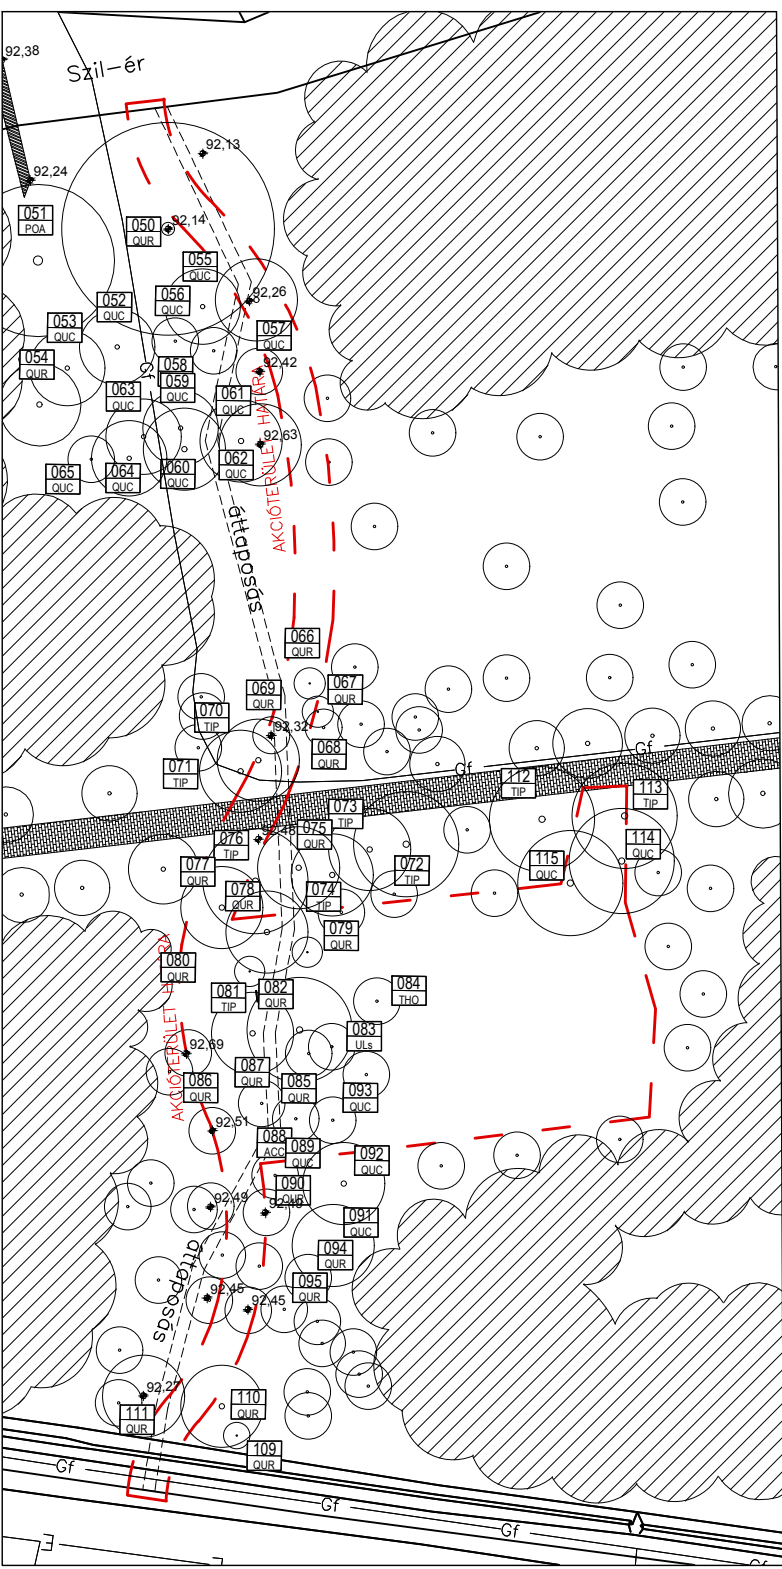 92,38
Szil-ér
92,13
92,24
051
POA
050
QUR
92,14
055
QUC
052
QUC
056
QUC
92,26
053
QUC
057
QUC
054
QUR
058
92,42
Gf
059
QUC
063
QUC
061
QUC
AKCIÓTERÜLET HATÁRA
92,63
062
QUC
065
QUC
064
QUC
060
QUC
áttaposás
066
QUR
069
QUR
067
QUR
070
TIP
92,32
068
QUR
Gf
Gf
071
TIP
112
TIP
113
TIP
073
TIP
076
TIP
075
QUR
114
QUC
077
QUR
072
TIP
115
QUC
078
QUR
074
TIP
079
QUR
AKCIÓTERÜLET
080
QUR
081
TIP
082
QUR
084
THO
083
ULs
92,69
087
QUR
086
QUR
085
QUR
093
QUC
92,51
088
ACC
089
QUC
092
QUC
090
QUR
92,49
091
QUC
094
QUR
áttaposás
095
QUR
92,45
92,45
92,27
110
QUR
111
QUR
109
QUR
Gf
Gf
Gf
Gf
E